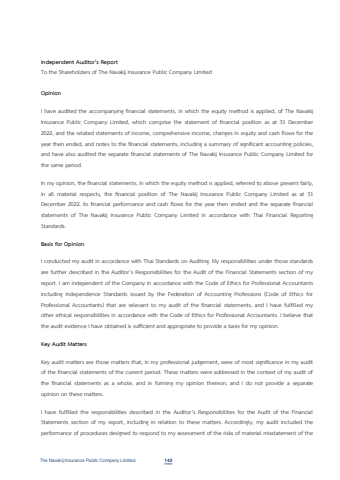 Independent Auditor's Report
To the Shareholders of The Navakij Insurance Public Company Limited
Opinion
I have audited the accompanying financial statements, in which the equity method is applied, of The Navakij
Insurance Public Company Limited, which comprise the statement of financial position as at 31 December
2022, and the related statements of income, comprehensive income, changes in equity and cash flows for the
year then ended, and notes to the financial statements, including a summary of significant accounting policies,
and have also audited the separate financial statements of The Navakij Insurance Public Company Limited for
the same period.
In my opinion, the financial statements, in which the equity method is applied, referred to above present fairly,
in all material respects, the financial position of The Navakij Insurance Public Company Limited as at 31
December 2022, its financial performance and cash flows for the year then ended and the separate financial
statements of The Navakij Insurance Public Company Limited in accordance with Thai Financial Reporting
Standards.
Basis for Opinion
I conducted my audit in accordance with Thai Standards on Auditing. My responsibilities under those standards
are further described in the Auditor's Responsibilities for the Audit of the Financial Statements section of my
report. I am independent of the Company in accordance with the Code of Ethics for Professional Accountants
including Independence Standards issued by the Federation of Accounting Professions (Code of Ethics for
Professional Accountants) that are relevant to my audit of the financial statements, and I have fulfilled my
other ethical responsibilities in accordance with the Code of Ethics for Professional Accountants. I believe that
the audit evidence I have obtained is sufficient and appropriate to provide a basis for my opinion.
Key Audit Matters
Key audit matters are those matters that, in my professional judgement, were of most significance in my audit
of the financial statements of the current period. These matters were addressed in the context of my audit of
the financial statements as a whole, and in forming my opinion thereon, and I do not provide a separate
opinion on these matters.
I have fulfilled the responsibilities described in the Auditor's Responsibilities for the Audit of the Financial
Statements section of my report, including in relation to these matters. Accordingly, my audit included the
performance of procedures designed to respond to my assessment of the risks of material misstatement of the
The Navakij Insurance Public Company Limited 142